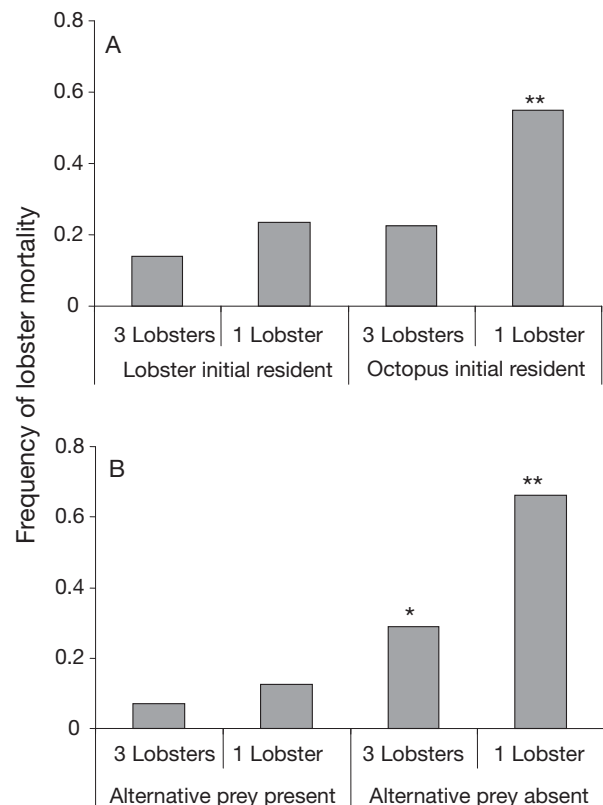 Frequency of lobster mortality
A
0.8
0.6
0.4
0.2
0
**
3 Lobsters 1 Lobster 3 Lobsters 1 Lobster
Lobster initial resident Octopus initial resident
B
0.8
0.6
0.4
0.2
0
*
**
3 Lobsters 1 Lobster 3 Lobsters 1 Lobster
Alternative prey present Alternative prey absent